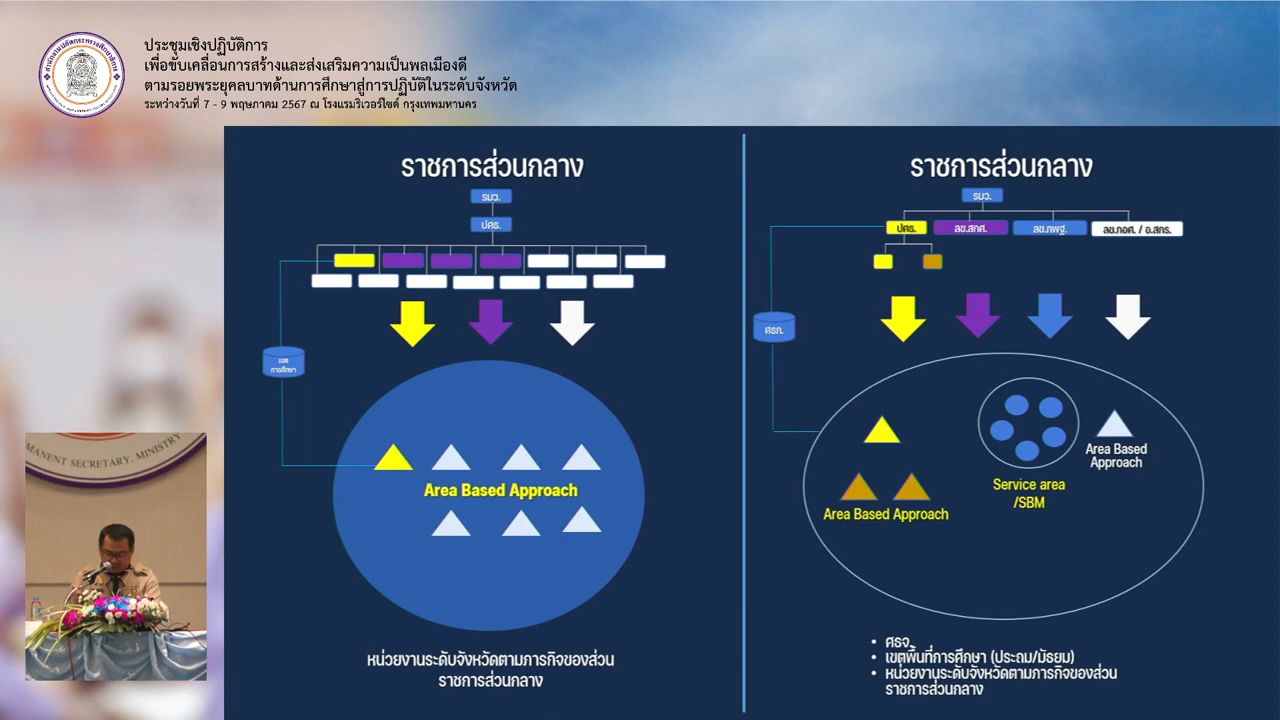 ประชุมเชิงปฏิบัติการ
เพื่อขับเคลื่อนการสร้างและส่งเสริมความเป็นพลเมืองดี
ตามรอยพระยุคลบาทด้านการศึกษาสู่การปฏิบัติในระดับจังหวัด
ระหว่างวันที่ 7 - 9 พฤษภาคม 2567 ณ โรงแรมริเวอร์ไซด์ กรุงเทพมหานคร
ราชการส่วนกลาง
รมว.
ปศธ.
เขต
การศึกษา
Area Based Approach
หน่วยงานระดับจังหวัดตามภารกิจของส่วน
ราชการส่วนกลาง
ราชการส่วนกลาง
รมว.
ปศธ.
ลข.สกศ.
ลข.กพฐ.
ลข.กอศ. / อ.สกร.
ศธภ.
Area Based Approach
Service area
/SBM
Area Based
Approach
• ศธจ.
• เขตพื้นที่การศึกษา (ประถม/มัธยม)
• หน่วยงานระดับจังหวัดตามภารกิจของส่วน
ราชการส่วนกลาง
MANENT SECRETARY, MINISTRY